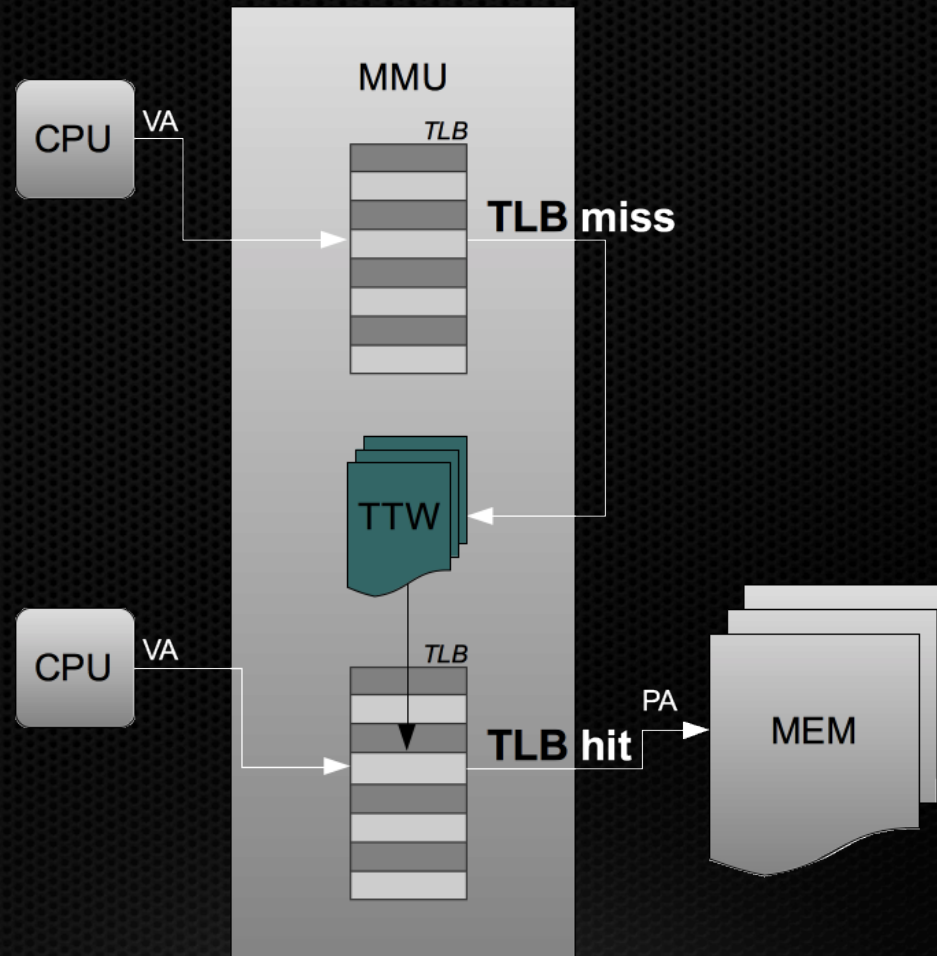 MMU
CPU
VA
TLB
TLB miss
TTW
CPU
VA
TLB
TLB hit
PA
MEM